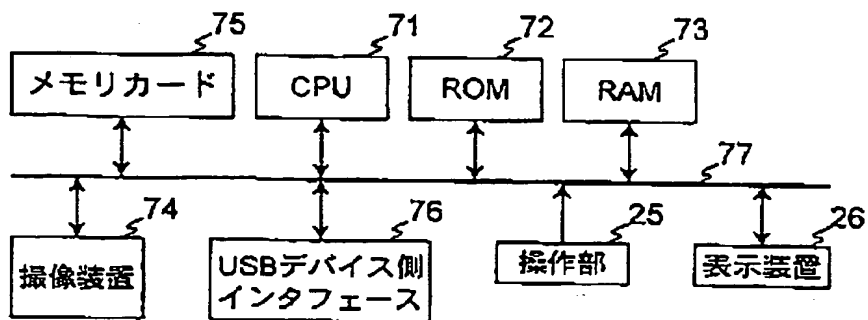 75
71
72
73
メモリカード
CPU
ROM
RAM
77
74
76
25
26
撮像装置
USBデバイス側
インタフェース
操作部
表示装置